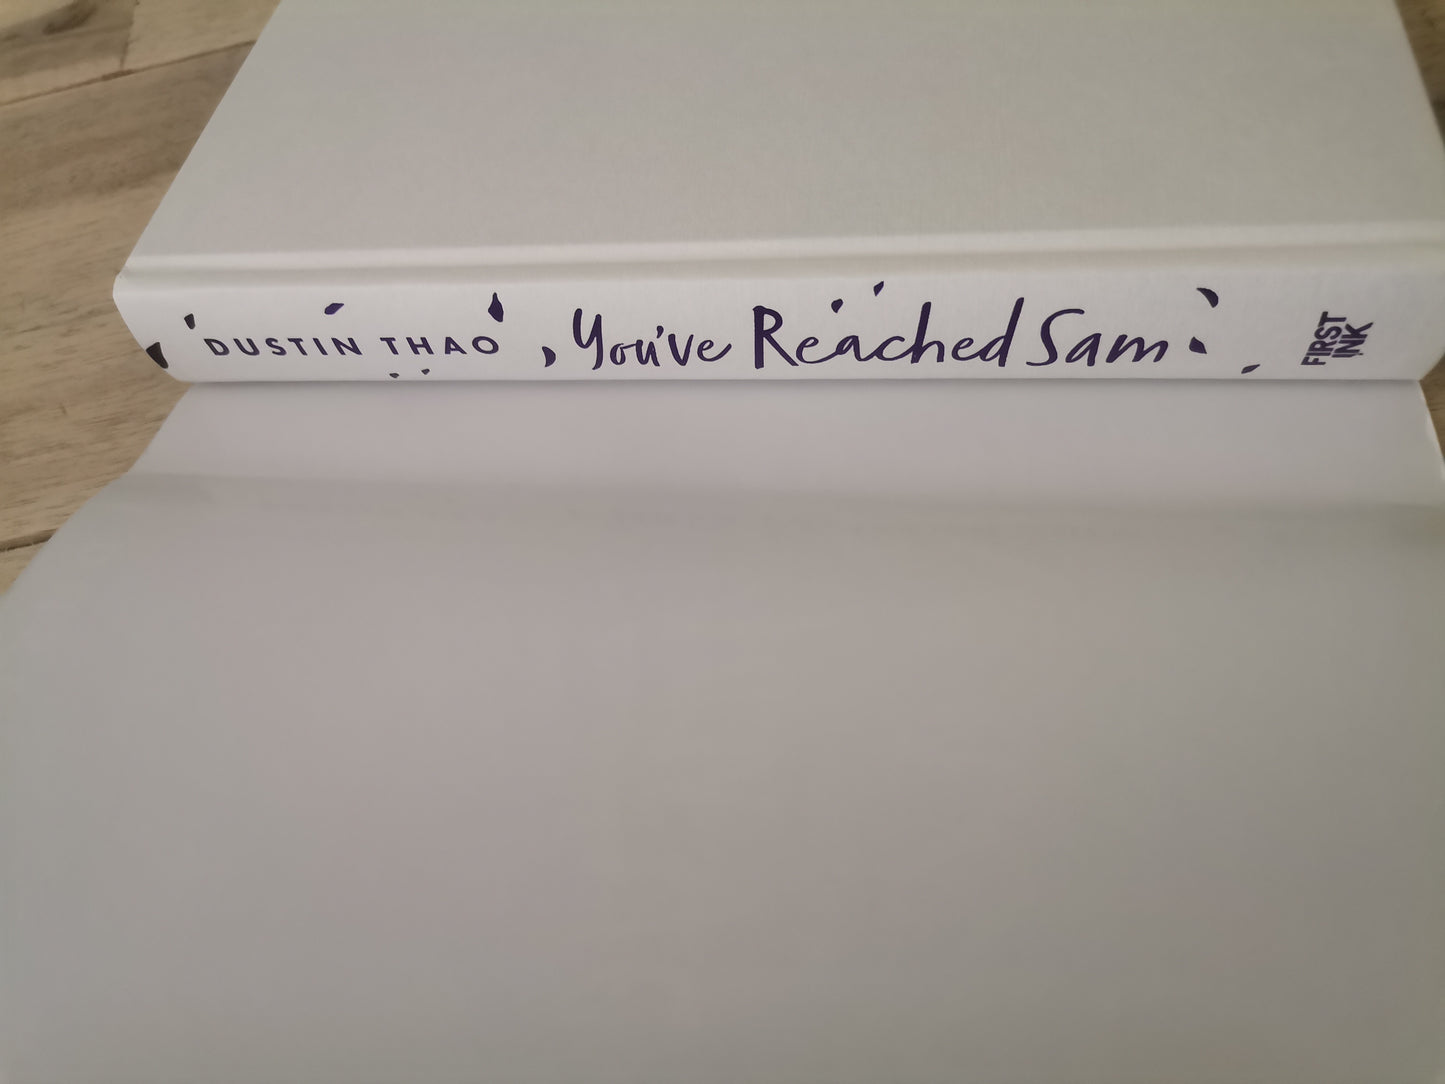 DUSTIN THAO
You've Reached Sam
FIRST
INK